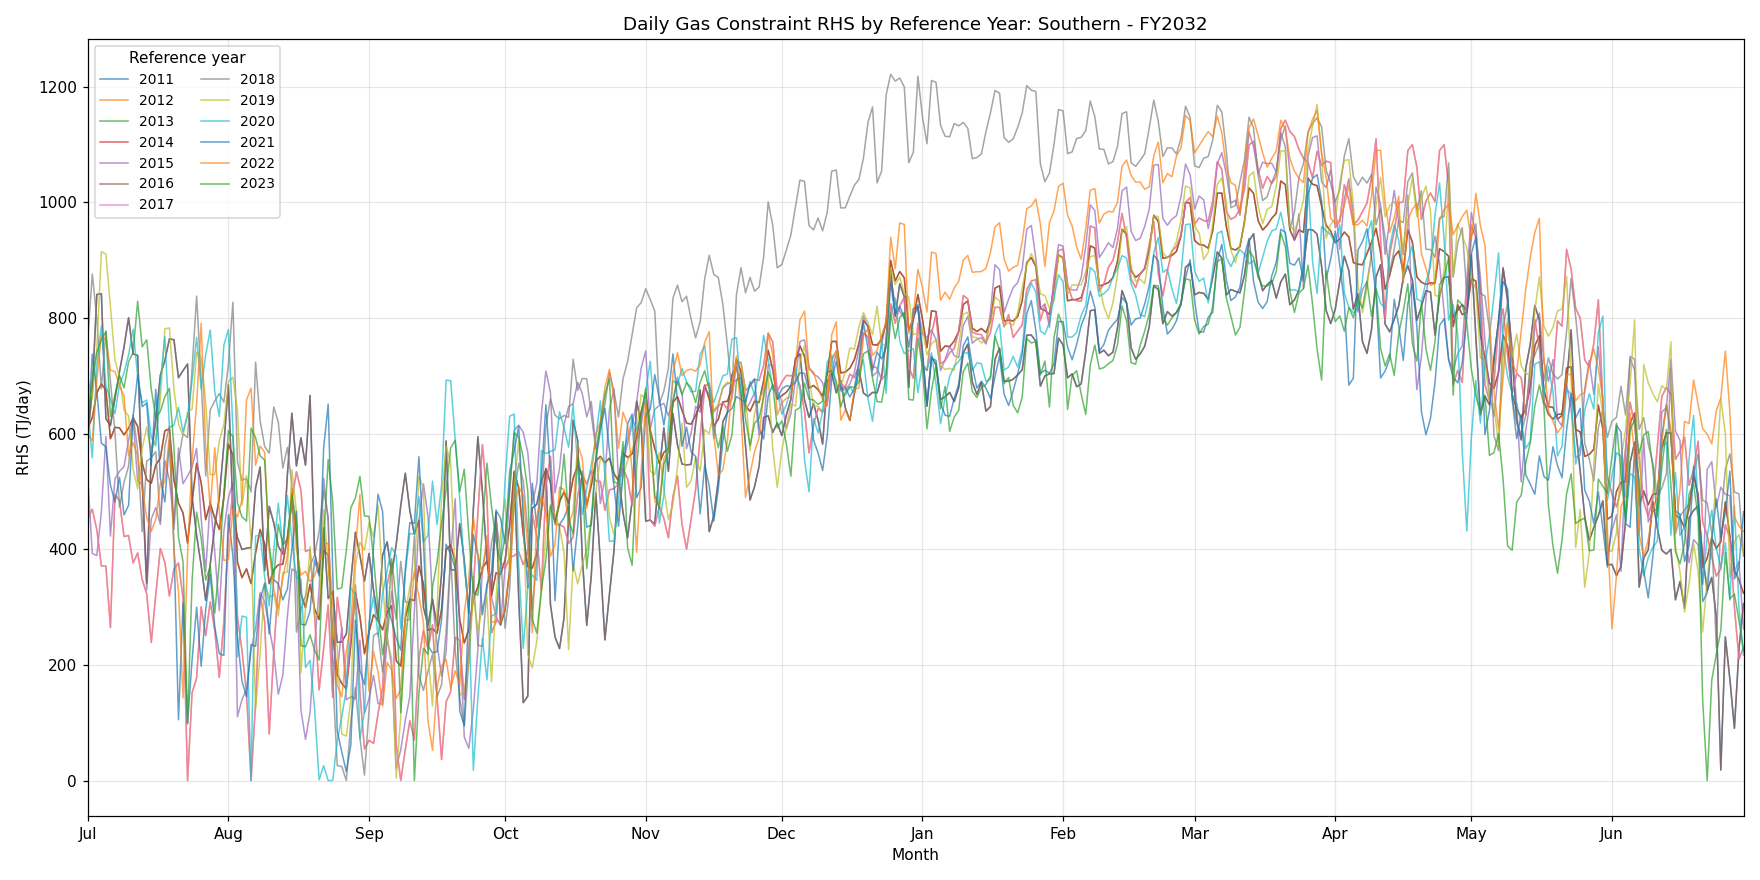 Daily Gas Constraint RHS by Reference Year: Southern - FY2032
Reference year
2011 2018
2012 2019
2013 2020
2014 2021
2015 2022
2016 2023
2017
1200
1000
800
600
400
200
0
RHS (TJ/day)
Jul Aug Sep Oct Nov Dec Jan Feb Mar Apr May Jun
Month